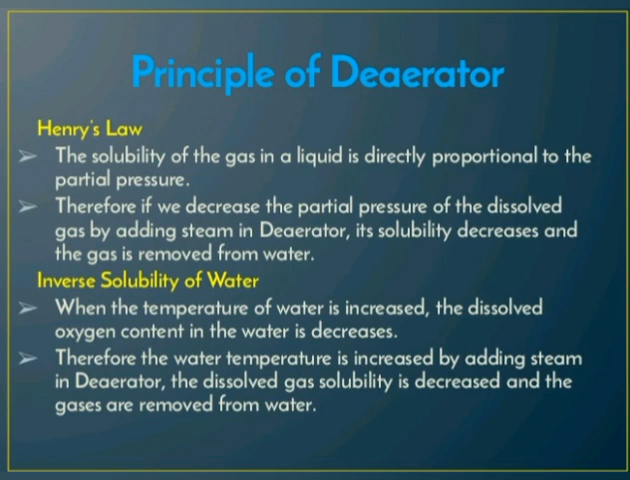 Principle of Deaerator
Henry's Law
➢ The solubility of the gas in a liquid is directly proportional to the
partial pressure.
➢ Therefore if we decrease the partial pressure of the dissolved
gas by adding steam in Deaerator, its solubility decreases and
the gas is removed from water.
Inverse Solubility of Water
➢ When the temperature of water is increased, the dissolved
oxygen content in the water is decreases.
➢ Therefore the water temperature is increased by adding steam
in Deaerator, the dissolved gas solubility is decreased and the
gases are removed from water.